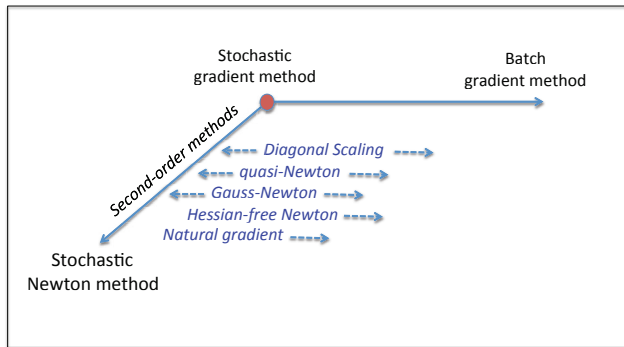 Stochastic
gradient method
Batch
gradient method
Second-order methods
Diagonal Scaling
quasi-Newton
Gauss-Newton
Hessian-free Newton
Natural gradient
Stochastic
Newton method